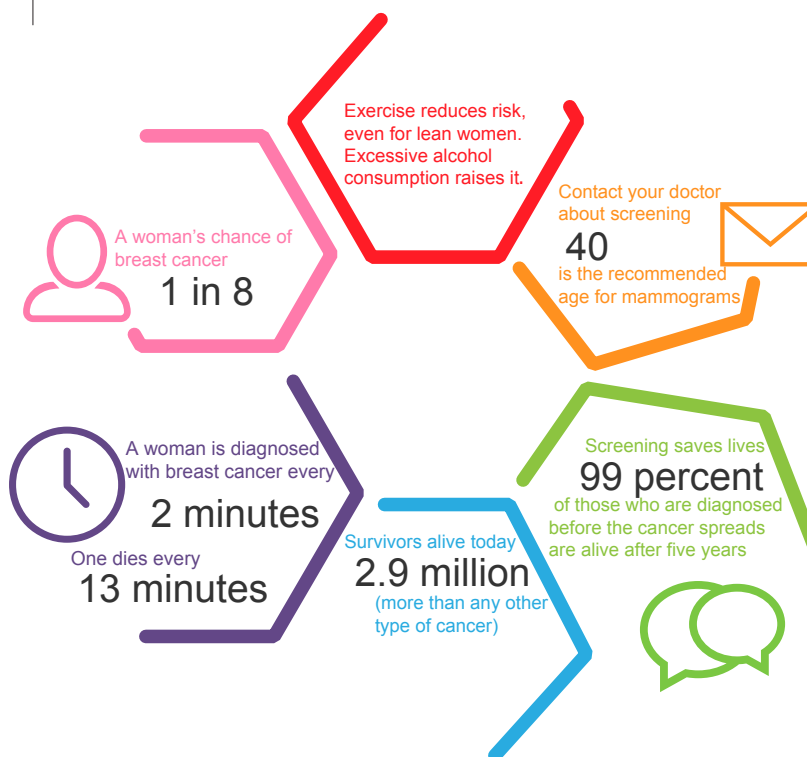 Exercise reduces risk,
even for lean women.
Excessive alcohol
consumption raises it.
A woman's chance of
breast cancer
1 in 8
Contact your doctor
about screening
40
is the recommended
age for mammograms
A woman is diagnosed
with breast cancer every
2 minutes
One dies every
13 minutes
Survivors alive today
2.9 million
(more than any other
type of cancer)
Screening saves lives
99 percent
of those who are diagnosed
before the cancer spreads
are alive after five years